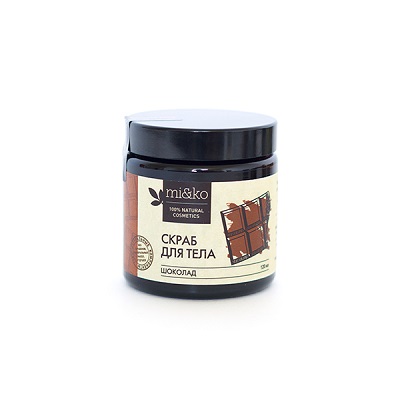 mi&ko
100% NATURAL
COSMETICS
СКРАБ
ДЛЯ ТЕЛА
ШОКОЛАД